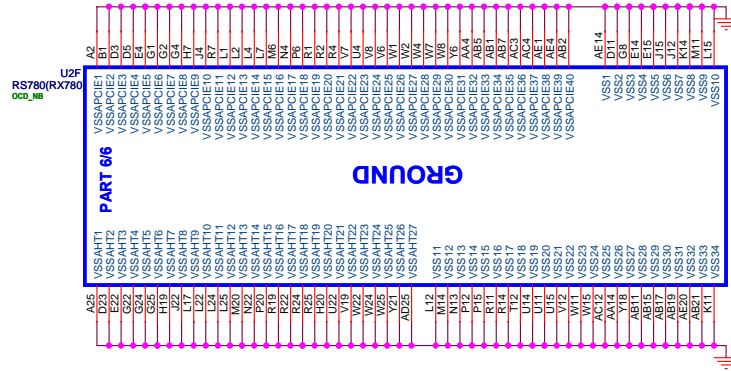 A2
B1
D3
D5
E4
G1
G2
G4
H7
J4
R7
L1
L2
L4
L7
M6
N4
P6
R1
R2
R4
V7
U4
V8
V6
W1
W2
W4
W7
W8
Y6
AA4
AB5
AB1
AB7
AC3
AC4
AE1
AE4
AB2
AE14
D11
G8
E14
E15
J15
J12
K14
M11
L15
U2F
RS780(RX780)
OCD_NB
VSSAPCIE1
VSSAPCIE2
VSSAPCIE3
VSSAPCIE4
VSSAPCIE5
VSSAPCIE6
VSSAPCIE7
VSSAPCIE8
VSSAPCIE9
VSSAPCIE10
VSSAPCIE11
VSSAPCIE12
VSSAPCIE13
VSSAPCIE14
VSSAPCIE15
VSSAPCIE16
VSSAPCIE17
VSSAPCIE18
VSSAPCIE19
VSSAPCIE20
VSSAPCIE21
VSSAPCIE22
VSSAPCIE23
VSSAPCIE24
VSSAPCIE25
VSSAPCIE26
VSSAPCIE27
VSSAPCIE28
VSSAPCIE29
VSSAPCIE30
VSSAPCIE31
VSSAPCIE32
VSSAPCIE33
VSSAPCIE34
VSSAPCIE35
VSSAPCIE36
VSSAPCIE37
VSSAPCIE38
VSSAPCIE39
VSSAPCIE40
VSS1
VSS2
VSS3
VSS4
VSS5
VSS6
VSS7
VSS8
VSS9
VSS10
PART 6/6
GROUND
VSSAHT1
VSSAHT2
VSSAHT3
VSSAHT4
VSSAHT5
VSSAHT6
VSSAHT7
VSSAHT8
VSSAHT9
VSSAHT10
VSSAHT11
VSSAHT12
VSSAHT13
VSSAHT14
VSSAHT15
VSSAHT16
VSSAHT17
VSSAHT18
VSSAHT19
VSSAHT20
VSSAHT21
VSSAHT22
VSSAHT23
VSSAHT24
VSSAHT25
VSSAHT26
VSSAHT27
VSS11
VSS12
VSS13
VSS14
VSS15
VSS16
VSS17
VSS18
VSS19
VSS20
VSS21
VSS22
VSS23
VSS24
VSS25
VSS26
VSS27
VSS28
VSS29
VSS30
VSS31
VSS32
VSS33
VSS34
A25
D23
E22
G22
G24
G25
H19
J22
L17
L22
L24
L25
M20
N22
P20
R19
R22
R24
R25
H20
U22
V19
W22
W24
W25
Y21
AD25
L12
M14
N13
P14
P15
R11
R14
T12
U14
U11
U15
V12
W11
W15
AC12
AA14
Y18
AB11
AB15
AB17
AB19
AE20
AB21
K11